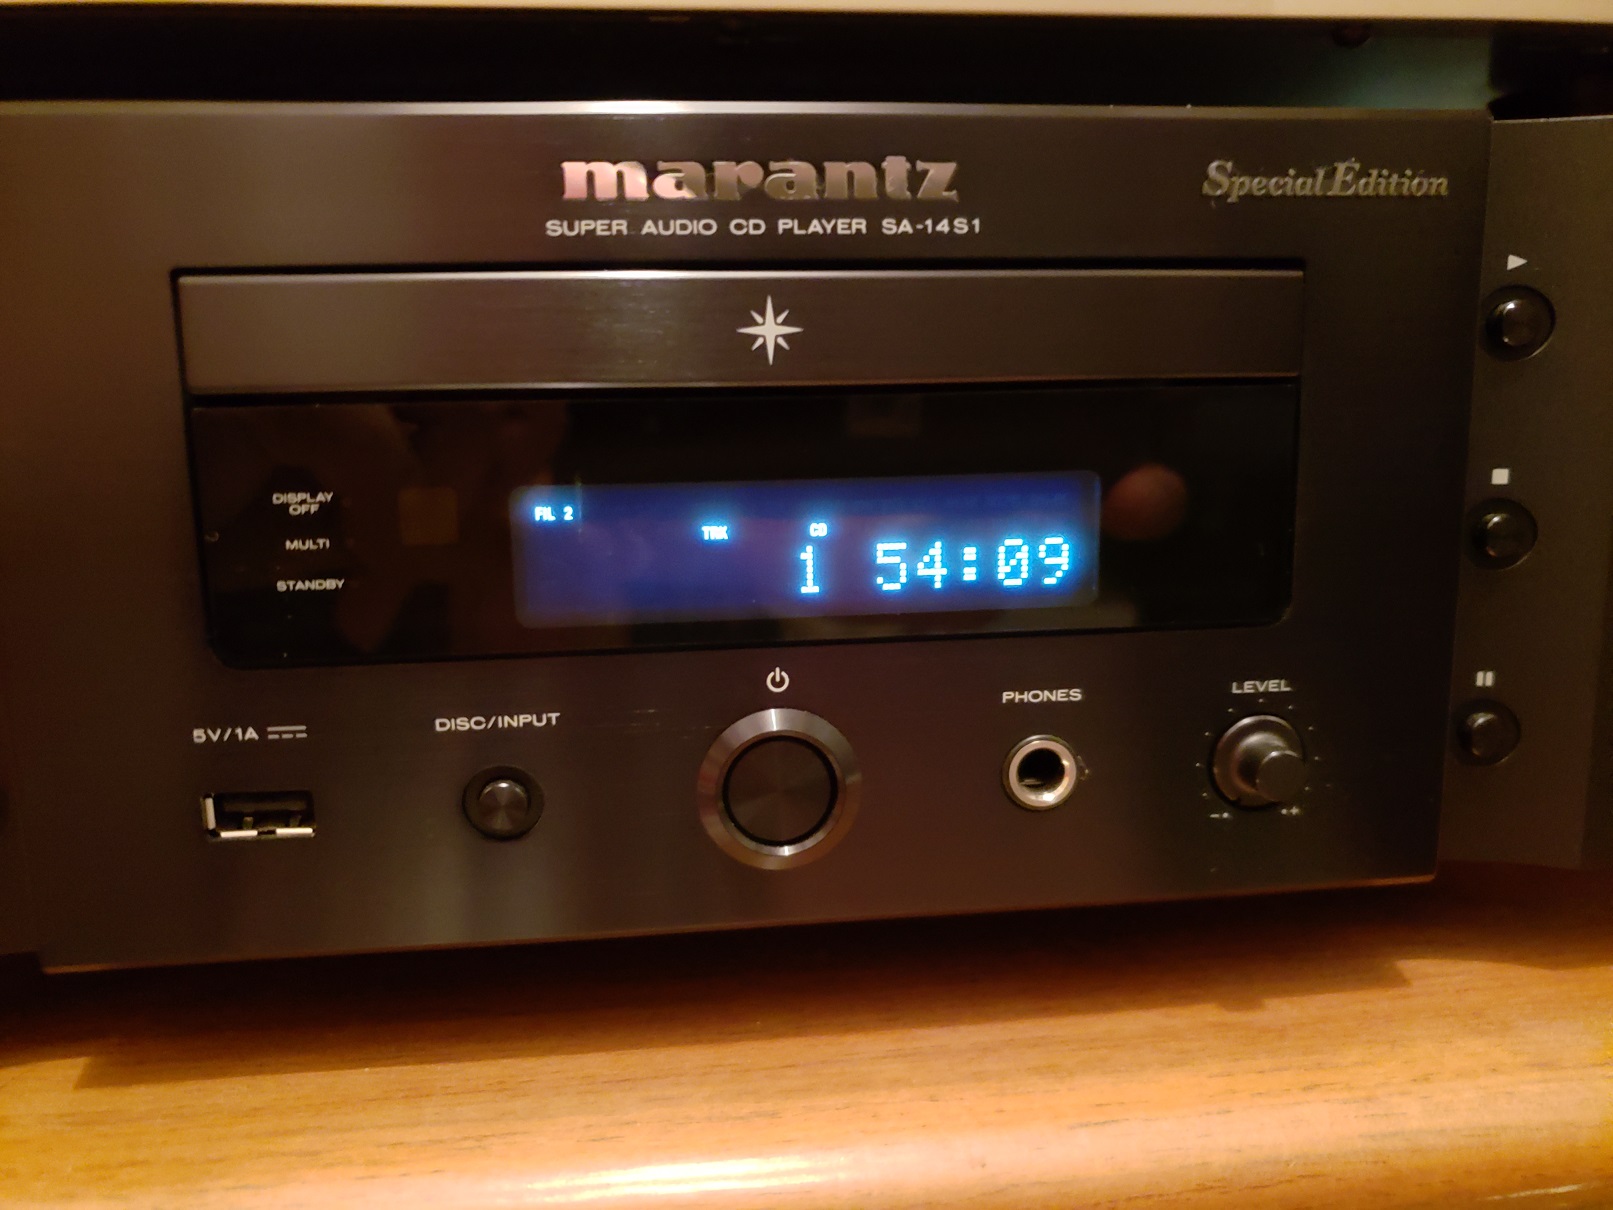 marantz
Special Edition
SUPER AUDIO CD PLAYER SA-14S1
DISPLAY
OFF
MULTI
STANDBY
FIL 2
TRK CD
1 54:09
5V/1A
DISC/INPUT
PHONES
LEVEL